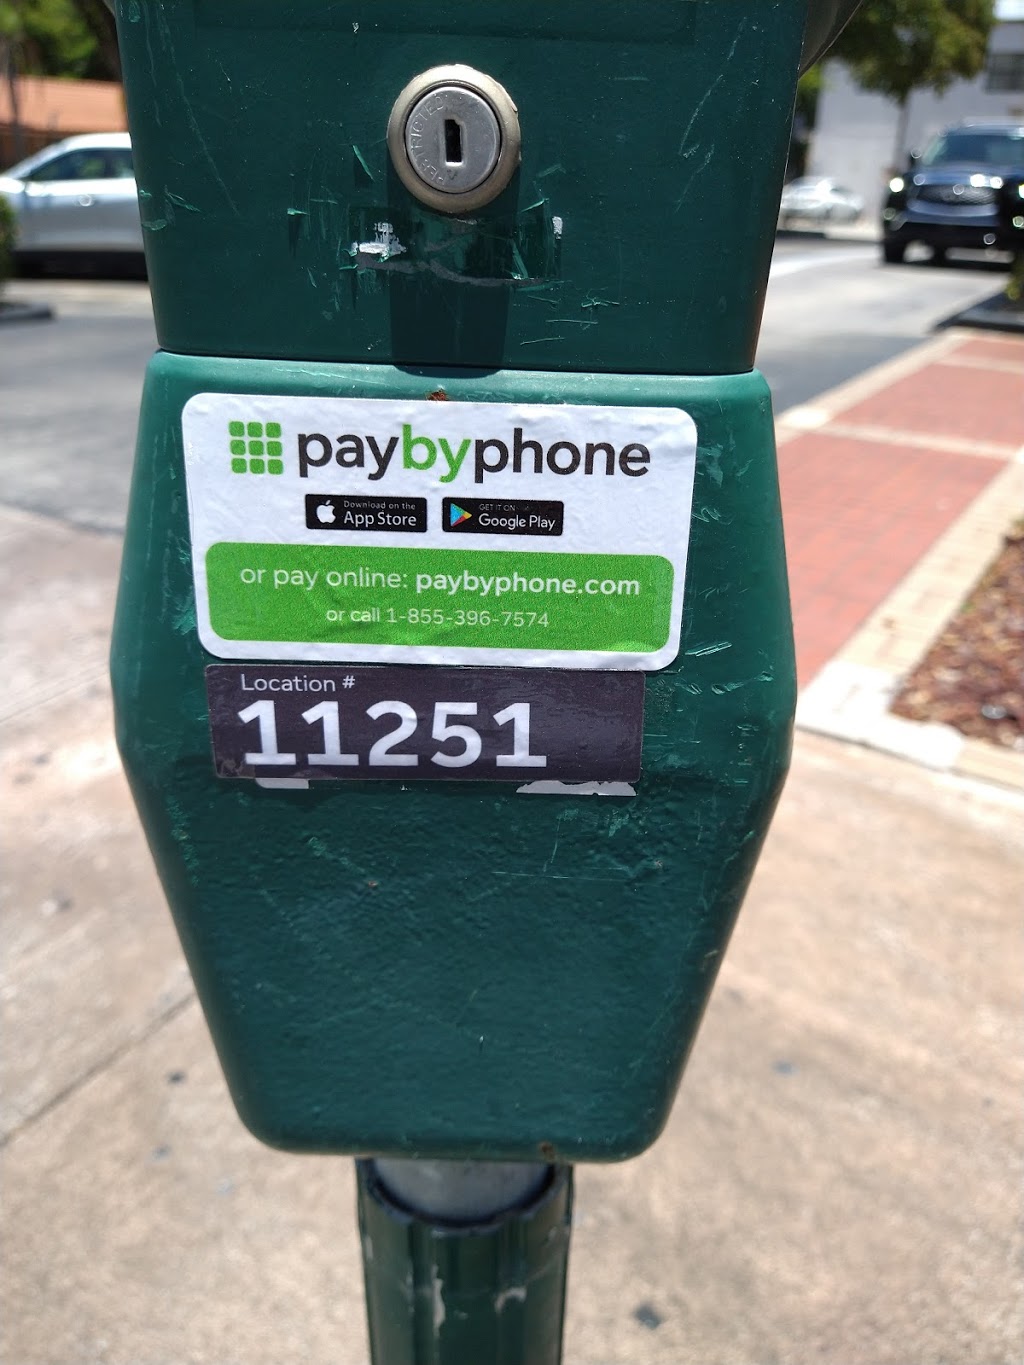 paybyphone
Download on the
App Store
GET IT ON
Google Play
or pay online: paybyphone.com
or call 1-855-396-7574
Location #
11251